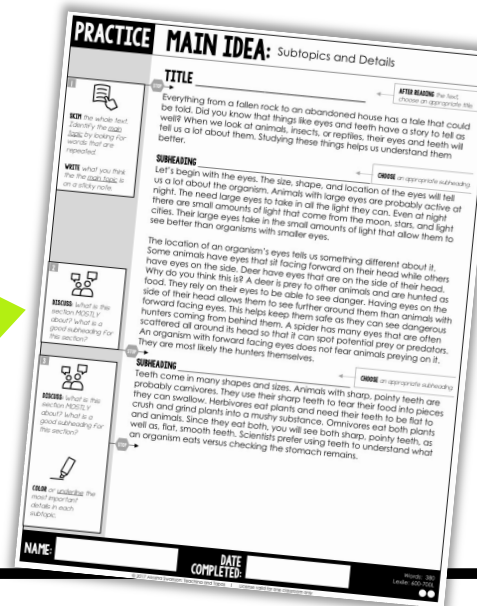 PRACTICE
MAIN IDEA: Subtopics and Details
TITLE
AFTER READING the text,
choose an appropriate title
Everything from a fallen rock to an abandoned house has a tale that could
be told. Did you know that things like eyes and teeth have a story to tell as
well? When we look at animals, insects, or reptiles, their eyes and teeth will
tell us a lot about them. Studying these things helps us understand them
better.
1
SKIM the whole text.
Identify the main
topic by looking for
words that are
repeated.
WRITE what you think
the the main topic is
on a sticky note.
SUBHEADING
CHOOSE an appropriate subheading
Let's begin with the eyes. The size, shape, and location of the eyes will tell
us a lot about the organism. Animals with large eyes are probably active at
night. The need large eyes to take in all the light they can. Even at night
there are small amounts of light that come from the moon, stars, and light
cities. Their large eyes take in the small amounts of light that allow them to
see better than organisms with smaller eyes.
The location of an organism's eyes tells us something different about it.
Some animals have eyes that sit facing forward on their head while others
have eyes on the side. Deer have eyes that are on the side of their head.
Why do you think this is? A deer is prey to other animals and are hunted as
food. They rely on their eyes to be able to see danger. Having eyes on the
side of their head allows them to see further around them than animals with
forward facing eyes. This helps keep them safe as they can see dangerous
hunters coming from behind them. A spider has many eyes that are often
scattered all around its head so that it can spot potential prey or predators.
An organism with forward facing eyes does not fear animals preying on it.
They are most likely the hunters themselves.
2
DISCUSS: What is this
section MOSTLY
about? What is a
good subheading for
this section?
STOP
SUBHEADING
CHOOSE an appropriate subheading
Teeth come in many shapes and sizes. Animals with sharp, pointy teeth are
probably carnivores. They use their sharp teeth to tear their food into pieces
they can swallow. Herbivores eat plants and need their teeth to be flat to
crush and grind plants into a mushy substance. Omnivores eat both plants
and animals. Since they eat both, you will see both sharp, pointy teeth, as
well as, flat, smooth teeth. Scientists prefer using teeth to understand what
an organism eats versus checking the stomach remains.
3
DISCUSS: What is this
section MOSTLY
about? What is a
good subheading for
this section?
STOP
COLOR or underline the
most important
details in each
subtopic.
NAME:
DATE
COMPLETED:
Words: 380
Lexile: 600-700L